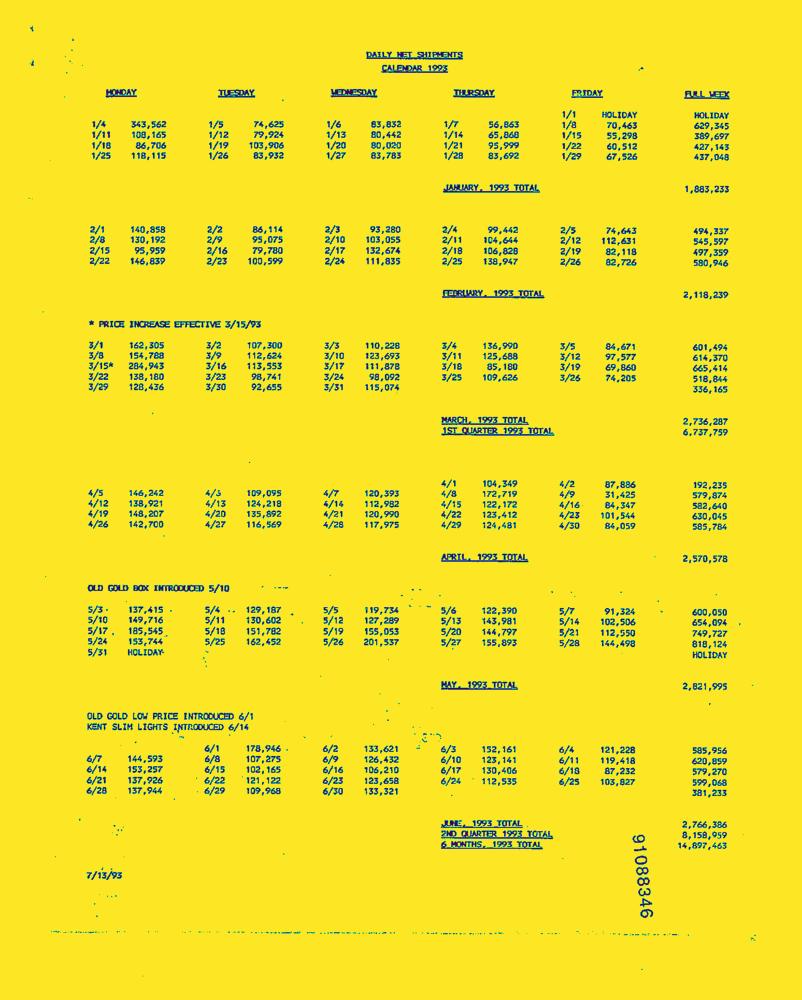 DAILY NET SHIPMENTS
CALENDAR 1993
MONDAY TUESDAY WEDNESDAY THURSDAY FRIDAY FULL WEEK
1/1 HOLIDAY HOLIDAY
1/4 343,562 1/5 74,625 1/6 83,832 1/7 56,863 1/8 70,463 629,345
1/11 108,165 1/12 79,924 1/13 80,442 1/14 65,868 1/15 55,298 389,697
1/18 86,706 1/19 103,906 1/20 80,020 1/21 95,999 1/22 60,512 427,143
1/25 118,115 1/26 83,932 1/27 83,783 1/28 83,692 1/29 67,526 437,048
JANUARY, 1993 TOTAL 1,883,233
2/1 140,858 2/2 86,114 2/3 93,280 2/4 99,442 2/5 74,643 494,337
2/8 130,192 2/9 95,075 2/10 103,055 2/11 104,644 2/12 112,631 545,597
2/15 95,959 2/16 79,780 2/17 132,674 2/18 106,828 2/19 82,118 497,359
2/22 146,839 2/23 100,599 2/24 111,835 2/25 138,947 2/26 82,726 580,946
FEBRUARY, 1993 TOTAL 2,118,239
* PRICE INCREASE EFFECTIVE 3/15/93
3/1 162,305 3/2 107,300 3/3 110,228 3/4 136,990 3/5 84,671 601,494
3/8 154,788 3/9 112,624 3/10 123,693 3/11 125,688 3/12 97,577 614,370
3/15* 284,943 3/16 113,553 3/17 111,878 3/18 85,180 3/19 69,860 665,414
3/22 138,180 3/23 98,741 3/24 98,092 3/25 109,626 3/26 74,205 518,844
3/29 128,436 3/30 92,655 3/31 115,074 336,165
MARCH, 1993 TOTAL 2,736,287
1ST QUARTER 1993 TOTAL 6,737,759
4/1 104,349 4/2 87,886 192,235
4/5 146,242 109,095 4/7 120,393 4/8 172,719 4/9 31,425 579,874
4/12 138,921 4/13 124,218 4/14 112,982 4/15 122,172 4/16 84,347 582,640
4/19 148,207 4/20 135,892 4/21 120,990 4/22 123,412 4/23 101,544 630,045
4/26 142,700 4/27 116,569 4/28 117,975 4/29 124,481 4/30 84,059 585,784
APRIL, 1993 TOTAL 2,570,578
OLD GOLD BOX INTRODUCED 5/10
5/3 137,415 5/4 129,187 5/5 119,734 5/6 122,390 5/7 91,324 600,050
5/10 149,716 5/11 130,602 5/12 127,289 5/13 143,981 5/14 102,506 654,094
5/17 185,545 5/18 151,782 5/19 155,053 5/20 144,797 5/21 112,550 749,727
5/24 153,744 5/25 162,452 5/26 201,537 5/27 155,893 5/28 144,498 818,124
5/31 HOLIDAY HOLIDAY
MAY, 1993 TOTAL 2,821,995
OLD GOLD LOW PRICE INTRODUCED 6/1
KENT SLIM LIGHTS INTRODUCED 6/14
6/1 178,946 6/2 133,621 6/3 152,161 6/4 121,228 585,956
6/7 144,593 6/8 107,275 6/9 126,432 6/10 123,141 6/11 119,418 620,859
6/14 153,257 6/15 102,165 6/16 106,210 6/17 130,406 6/18 87,232 579,270
6/21 137,926 6/22 121,122 6/23 123,658 6/24 112,535 6/25 103,827 599,068
6/28 137,944 6/29 109,968 6/30 133,321 381,233
JUNE, 1993 TOTAL 2,766,386
2ND QUARTER 1993 TOTAL 8,158,959
6 MONTHS, 1993 TOTAL 14,897,463
7/13/93
91088346